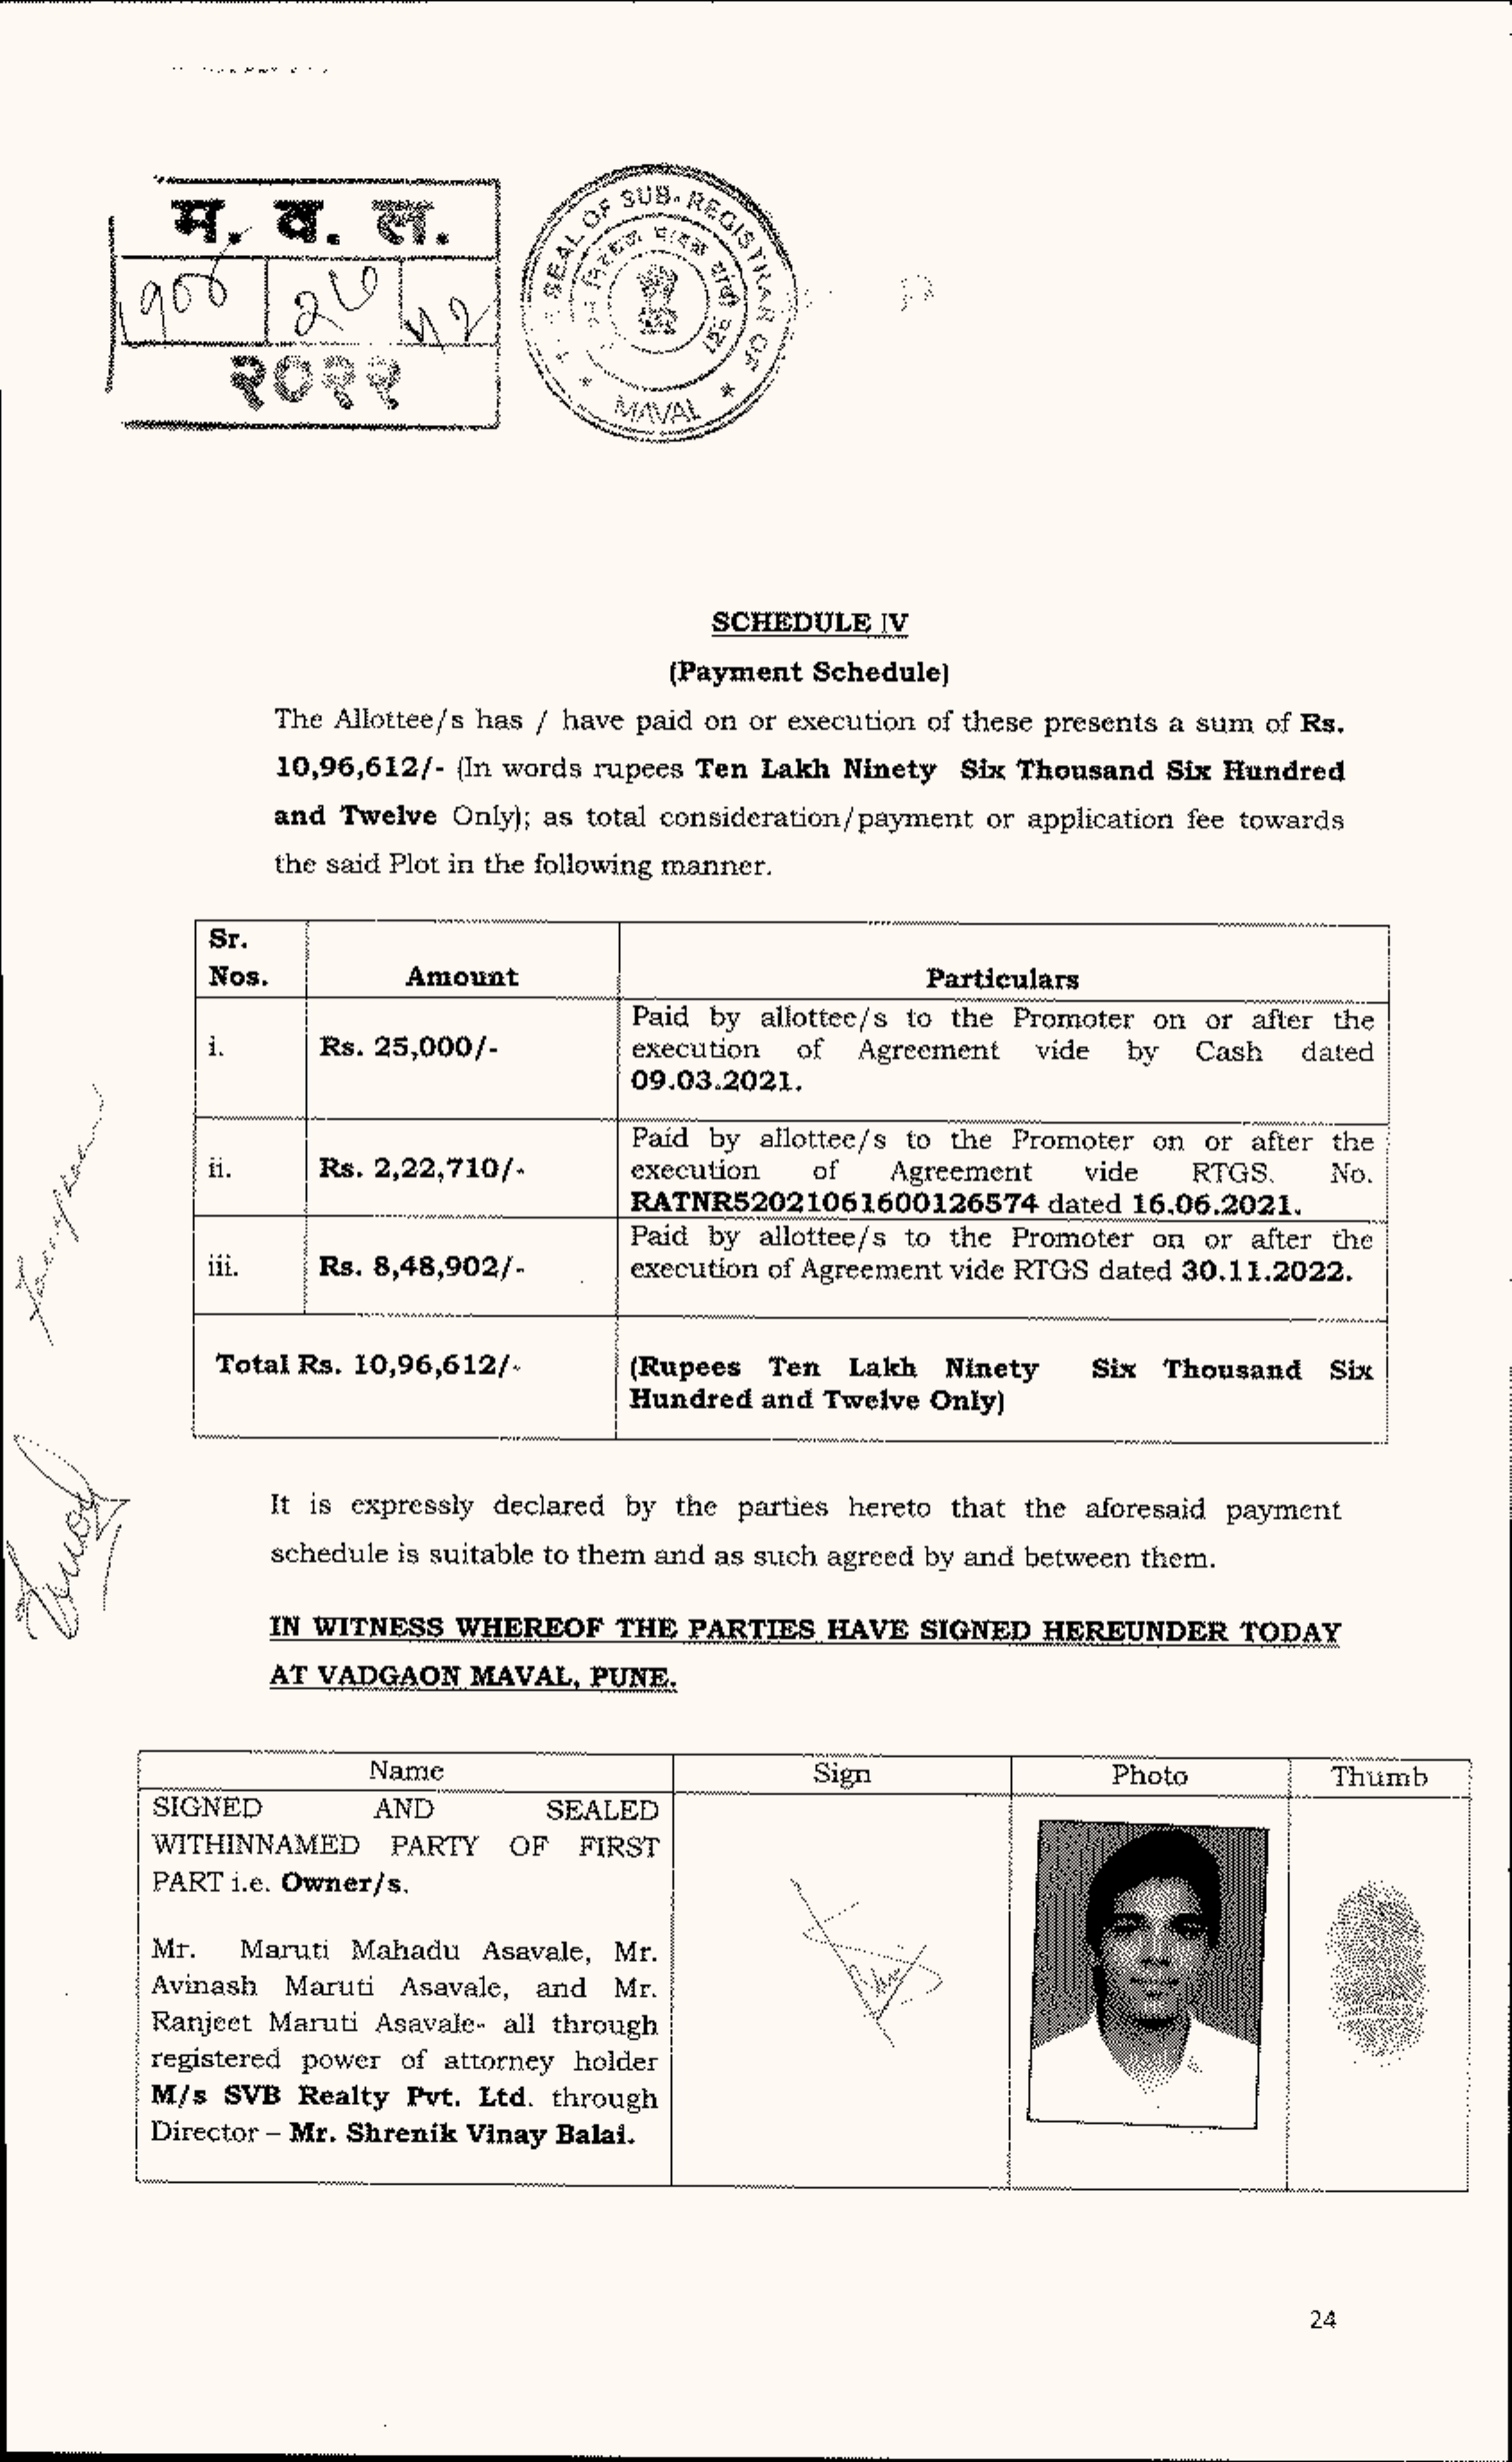 म. व. ल.
२०२२
SEAL OF SUB-REGISTRAR OF
MAVAL
SCHEDULE IV
(Payment Schedule)
The Allottee/s has / have paid on or execution of these presents a sum of Rs.
10,96,612/- (In words rupees Ten Lakh Ninety Six Thousand Six Hundred
and Twelve Only); as total consideration/payment or application fee towards
the said Plot in the following manner.
Sr.
Nos.
Amount
Particulars
i.
Rs. 25,000/-
Paid by allottee/s to the Promoter on or after the
execution of Agreement vide by Cash dated
09.03.2021.
ii.
Rs. 2,22,710/-
Paid by allottee/s to the Promoter on or after the
execution of Agreement vide RTGS. No.
RATNR52021061600126574 dated 16.06.2021.
iii.
Rs. 8,48,902/-
Paid by allottee/s to the Promoter on or after the
execution of Agreement vide RTGS dated 30.11.2022.
Total Rs. 10,96,612/-
(Rupees Ten Lakh Ninety Six Thousand Six
Hundred and Twelve Only)
It is expressly declared by the parties hereto that the aforesaid payment
schedule is suitable to them and as such agreed by and between them.
IN WITNESS WHEREOF THE PARTIES HAVE SIGNED HEREUNDER TODAY
AT VADGAON MAVAL, PUNE.
Name
Sign
Photo
Thumb
SIGNED AND SEALED
WITHINNAMED PARTY OF FIRST
PART i.e. Owner/s.
Mr. Maruti Mahadu Asavale, Mr.
Avinash Maruti Asavale, and Mr.
Ranjeet Maruti Asavale- all through
registered power of attorney holder
M/s SVB Realty Pvt. Ltd. through
Director – Mr. Shrenik Vinay Balai.
24